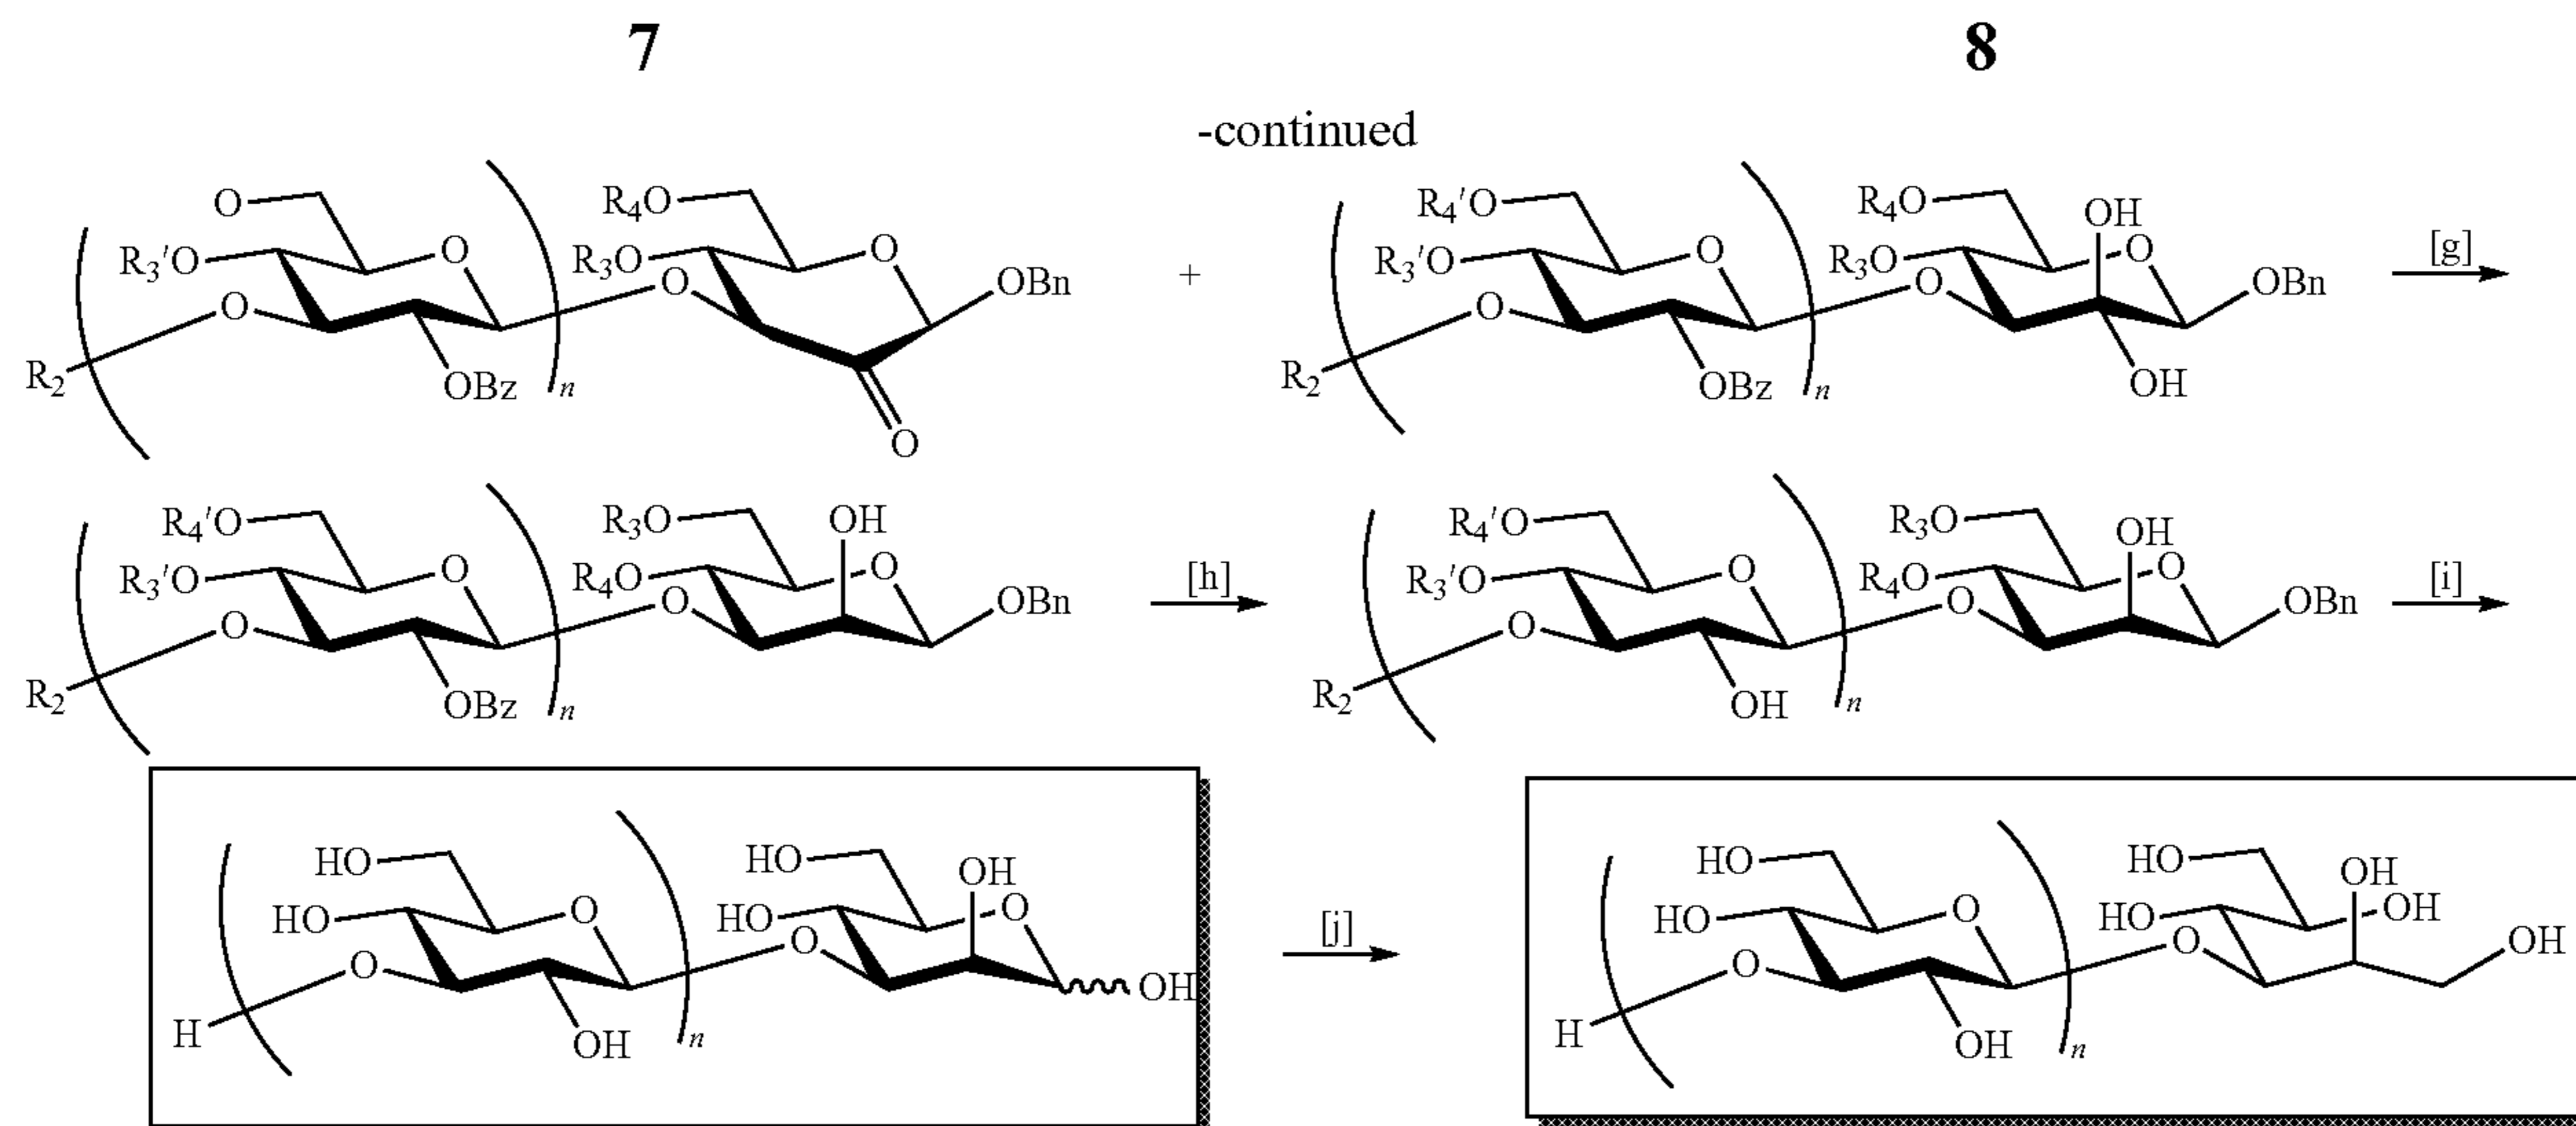 7 8
-continued
O R₄O R₄'O R₄O OH
R₃'O O R₃O O OBn + R₃'O O R₃O O OBn [g]
O O O O
R₂ OBz n O R₂ OBz n OH
R₄'O R₃O OH R₄'O R₃O OH
R₃'O O R₄O O OBn [h] R₃'O O R₄O O OBn [i]
O O O O
R₂ OBz n R₂ OH n
HO HO OH HO HO OH
HO O HO O [j] HO O HO OH OH
O O OH O O
H OH n H OH n